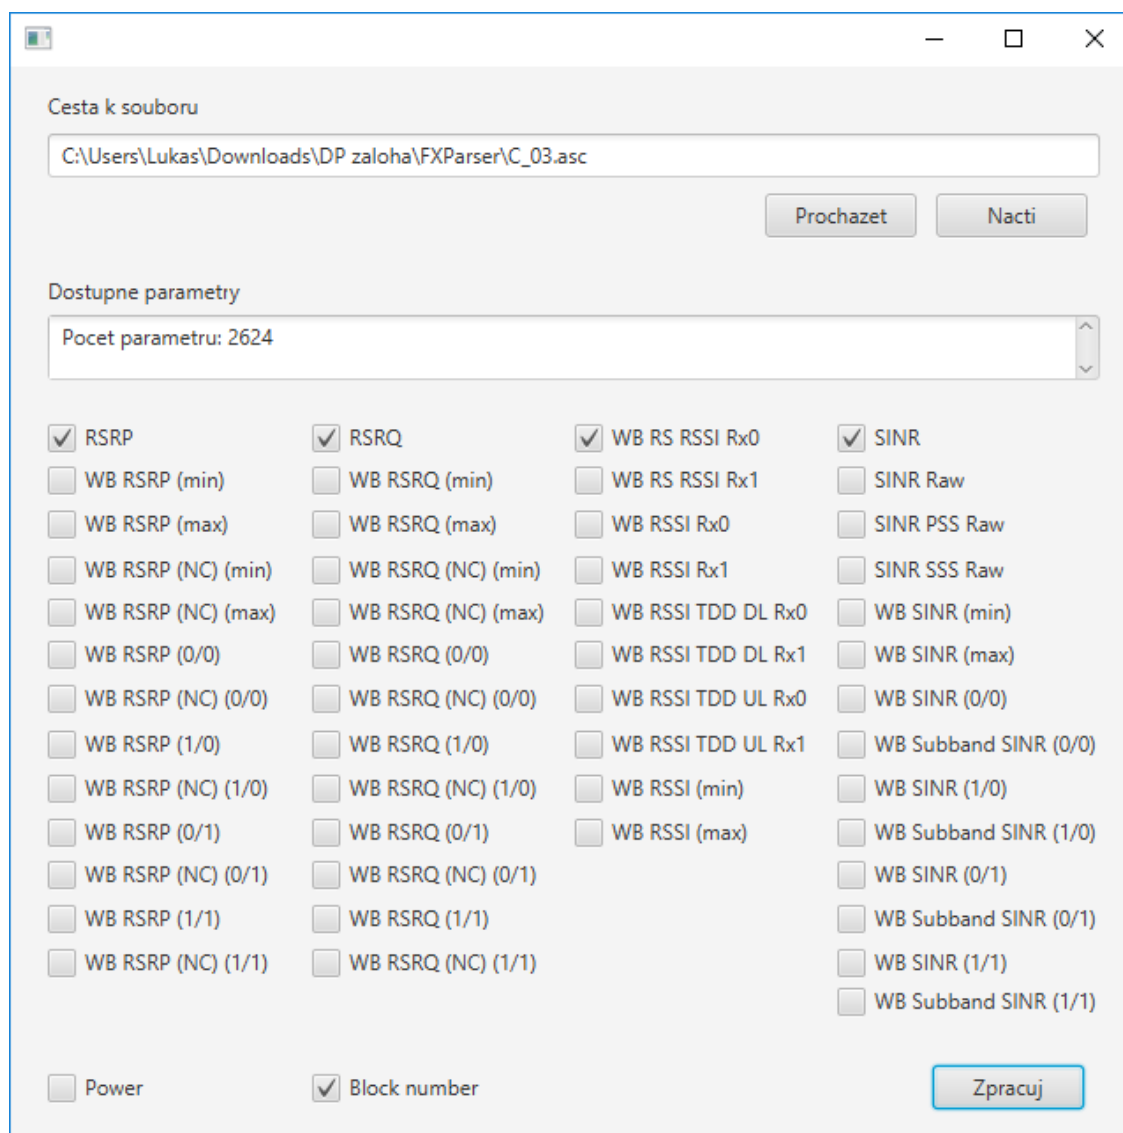 Cesta k souboru
C:\Users\Lukas\Downloads\DP zaloha\FXParser\C_03.asc
Prochazet Nacti
Dostupne parametry
Pocet parametru: 2624
RSRP RSRQ WB RS RSSI Rx0 SINR
WB RSRP (min) WB RSRQ (min) WB RS RSSI Rx1 SINR Raw
WB RSRP (max) WB RSRQ (max) WB RSSI Rx0 SINR PSS Raw
WB RSRP (NC) (min) WB RSRQ (NC) (min) WB RSSI Rx1 SINR SSS Raw
WB RSRP (NC) (max) WB RSRQ (NC) (max) WB RSSI TDD DL Rx0 WB SINR (min)
WB RSRP (0/0) WB RSRQ (0/0) WB RSSI TDD DL Rx1 WB SINR (max)
WB RSRP (NC) (0/0) WB RSRQ (NC) (0/0) WB RSSI TDD UL Rx0 WB SINR (0/0)
WB RSRP (1/0) WB RSRQ (1/0) WB RSSI TDD UL Rx1 WB Subband SINR (0/0)
WB RSRP (NC) (1/0) WB RSRQ (NC) (1/0) WB RSSI (min) WB SINR (1/0)
WB RSRP (0/1) WB RSRQ (0/1) WB RSSI (max) WB Subband SINR (1/0)
WB RSRP (NC) (0/1) WB RSRQ (NC) (0/1) WB SINR (0/1)
WB RSRP (1/1) WB RSRQ (1/1) WB Subband SINR (0/1)
WB RSRP (NC) (1/1) WB RSRQ (NC) (1/1) WB SINR (1/1)
WB Subband SINR (1/1)
Power Block number Zpracuj